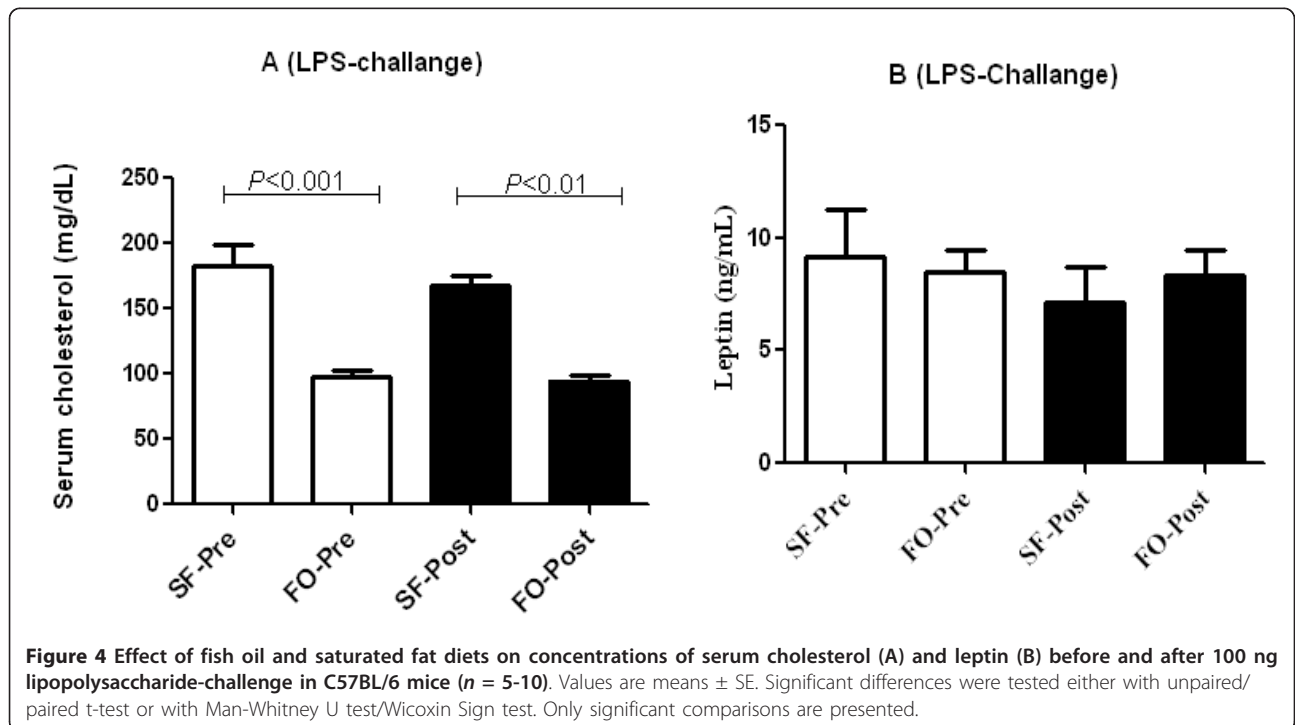 A (LPS-challange)
Serum cholesterol (mg/dL)
250
200
150
100
50
0
P<0.001
P<0.01
SF-Pre
FO-Pre
SF-Post
FO-Post
B (LPS-Challange)
Leptin (ng/mL)
15
10
5
0
SF-Pre
FO-Pre
SF-Post
FO-Post
Figure 4 Effect of fish oil and saturated fat diets on concentrations of serum cholesterol (A) and leptin (B) before and after 100 ng
lipopolysaccharide-challenge in C57BL/6 mice (n = 5-10). Values are means ± SE. Significant differences were tested either with unpaired/
paired t-test or with Man-Whitney U test/Wicoxin Sign test. Only significant comparisons are presented.